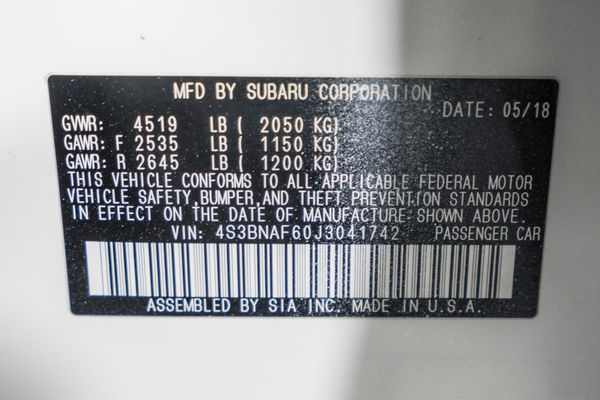 MFD BY SUBARU CORPORATION
DATE: 05/18
GVWR: 4519 LB ( 2050 KG)
GAWR: F 2535 LB ( 1150 KG)
GAWR: R 2645 LB ( 1200 KG)
THIS VEHICLE CONFORMS TO ALL APPLICABLE FEDERAL MOTOR
VEHICLE SAFETY, BUMPER, AND THEFT PREVENTION STANDARDS
IN EFFECT ON THE DATE OF MANUFACTURE SHOWN ABOVE.
VIN: 4S3BNAF60J3041742 PASSENGER CAR
ASSEMBLED BY SIA INC. MADE IN U.S.A.